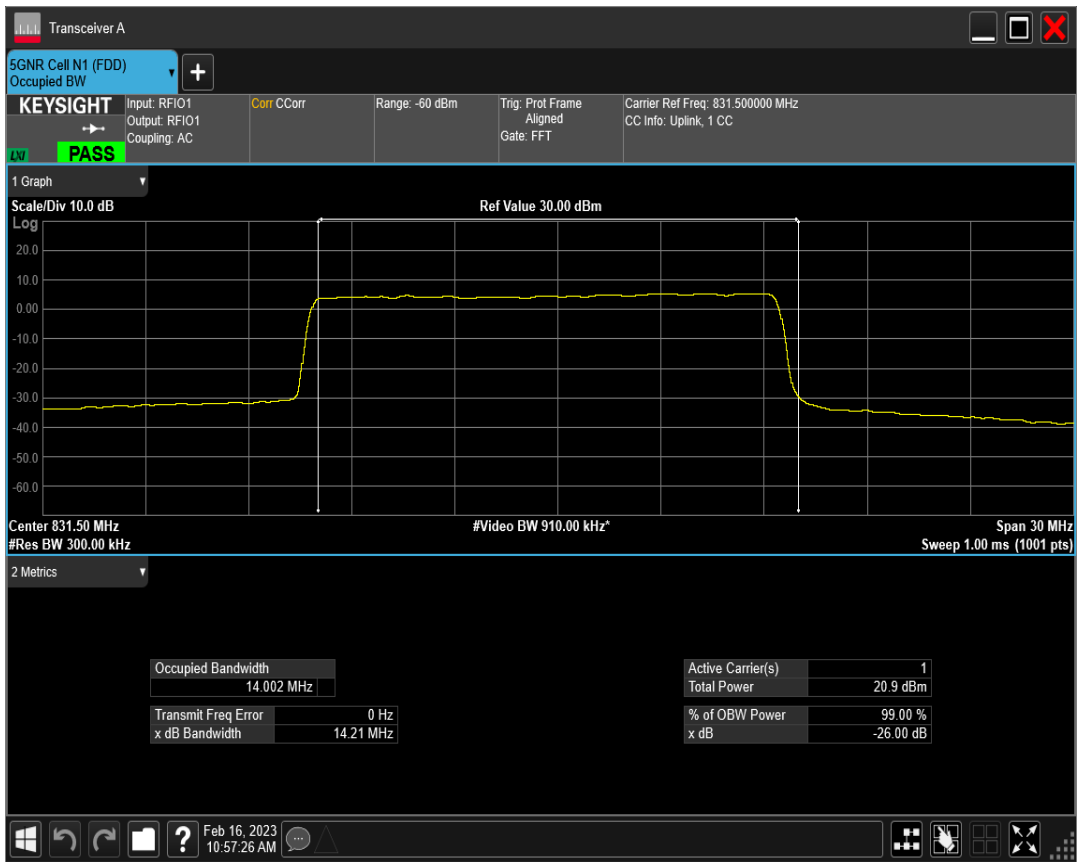 Transceiver A
5GNR Cell N1 (FDD)
Occupied BW
+
KEYSIGHT
LXI
PASS
Input: RFIO1
Output: RFIO1
Coupling: AC
Corr CCorr
Range: -60 dBm
Trig: Prot Frame
Aligned
Gate: FFT
Carrier Ref Freq: 831.500000 MHz
CC Info: Uplink, 1 CC
1 Graph
Scale/Div 10.0 dB
Ref Value 30.00 dBm
Log
20.0
10.0
0.00
-10.0
-20.0
-30.0
-40.0
-50.0
-60.0
Center 831.50 MHz
#Video BW 910.00 kHz*
Span 30 MHz
#Res BW 300.00 kHz
Sweep 1.00 ms (1001 pts)
2 Metrics
Occupied Bandwidth
14.002 MHz
Transmit Freq Error 0 Hz
x dB Bandwidth 14.21 MHz
Active Carrier(s) 1
Total Power 20.9 dBm
% of OBW Power 99.00 %
x dB -26.00 dB
?
Feb 16, 2023
10:57:26 AM